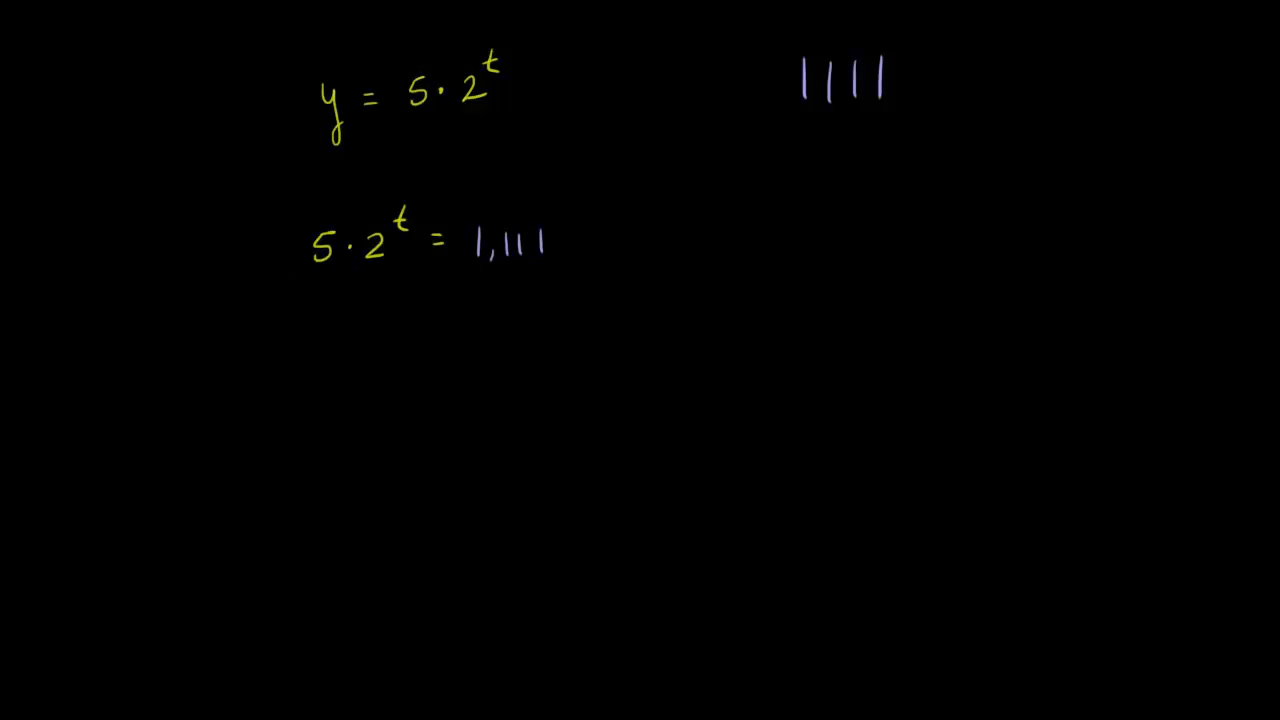 y = 5 · 2^t
1111
5 · 2^t = 1,111